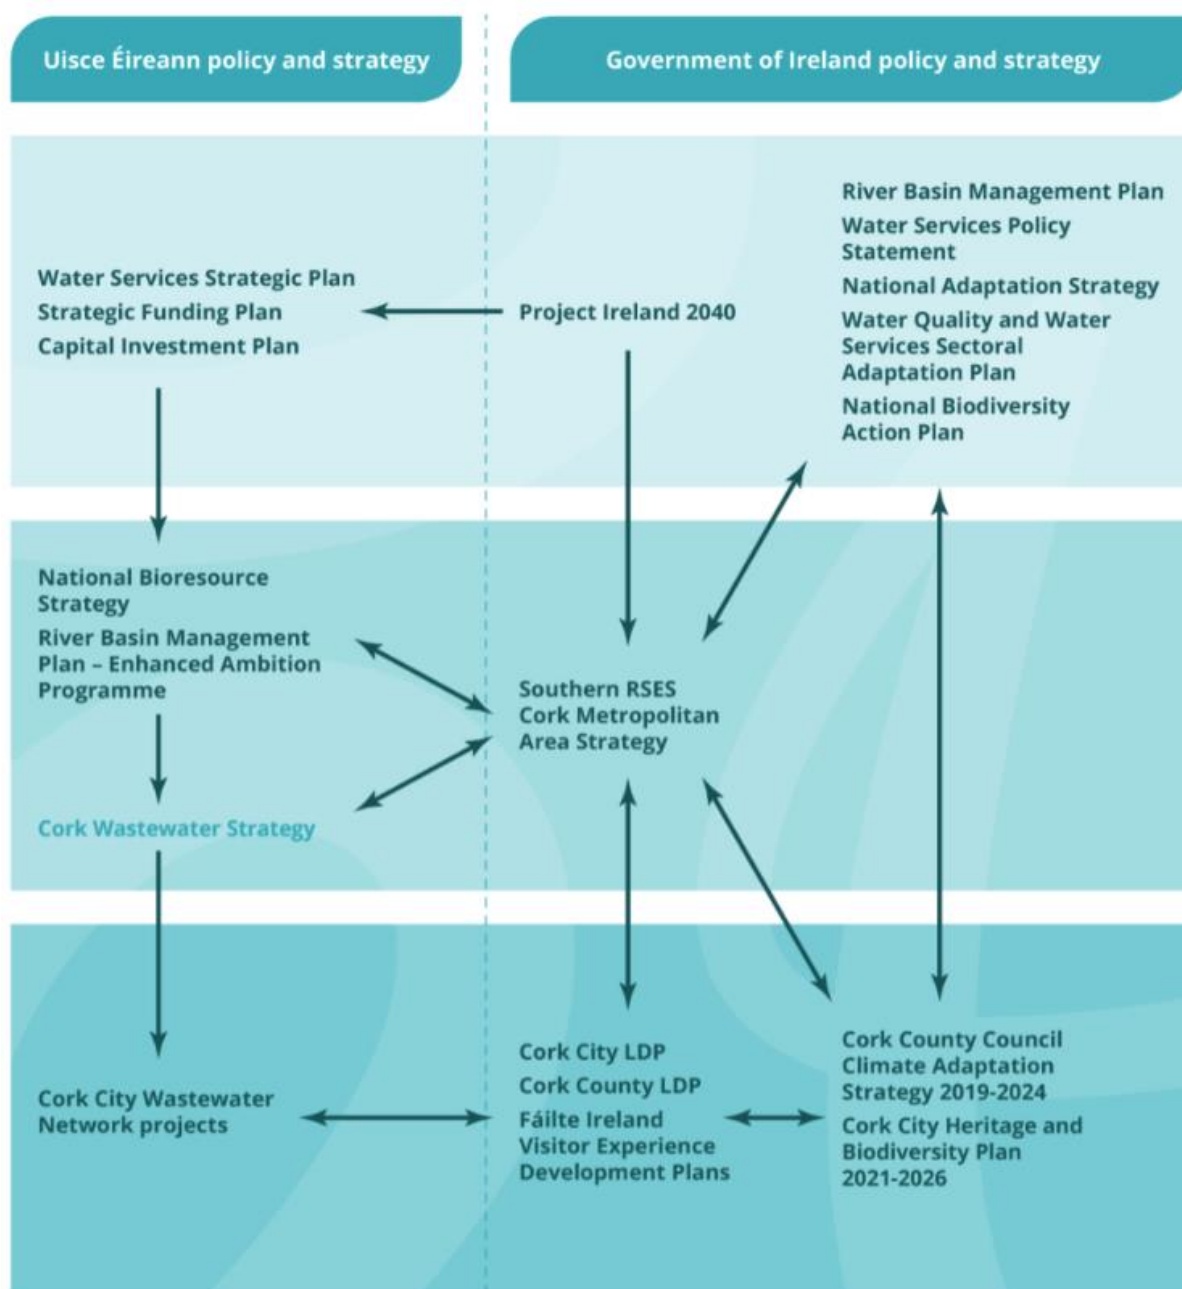 Uisce Éireann policy and strategy
Government of Ireland policy and strategy
Water Services Strategic Plan
Strategic Funding Plan
Capital Investment Plan
Project Ireland 2040
River Basin Management Plan
Water Services Policy
Statement
National Adaptation Strategy
Water Quality and Water
Services Sectoral
Adaptation Plan
National Biodiversity
Action Plan
National Bioresource
Strategy
River Basin Management
Plan – Enhanced Ambition
Programme
Cork Wastewater Strategy
Southern RSES
Cork Metropolitan
Area Strategy
Cork City Wastewater
Network projects
Cork City LDP
Cork County LDP
Fáilte Ireland
Visitor Experience
Development Plans
Cork County Council
Climate Adaptation
Strategy 2019-2024
Cork City Heritage and
Biodiversity Plan
2021-2026